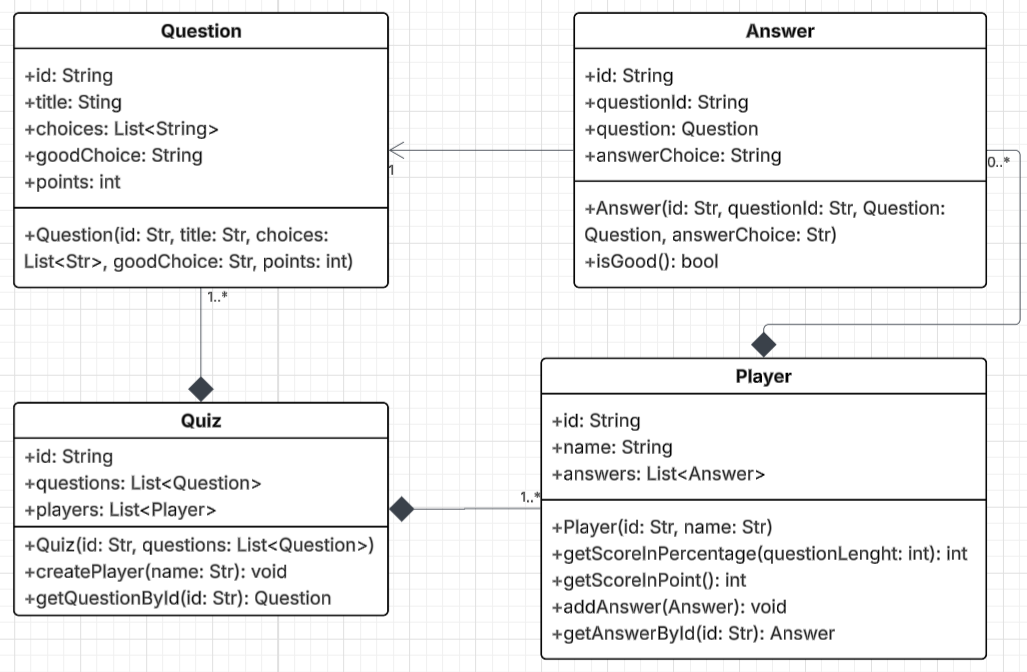 Question
+id: String
+title: Sting
+choices: List<String>
+goodChoice: String
+points: int
+Question(id: Str, title: Str, choices:
List<Str>, goodChoice: Str, points: int)
1..*
Answer
+id: String
+questionId: String
+question: Question
+answerChoice: String
+Answer(id: Str, questionId: Str, Question:
Question, answerChoice: Str)
+isGood(): bool
1
0..*
Quiz
+id: String
+questions: List<Question>
+players: List<Player>
+Quiz(id: Str, questions: List<Question>)
+createPlayer(name: Str): void
+getQuestionById(id: Str): Question
1..*
Player
+id: String
+name: String
+answers: List<Answer>
+Player(id: Str, name: Str)
+getScoreInPercentage(questionLenght: int): int
+getScoreInPoint(): int
+addAnswer(Answer): void
+getAnswerById(id: Str): Answer